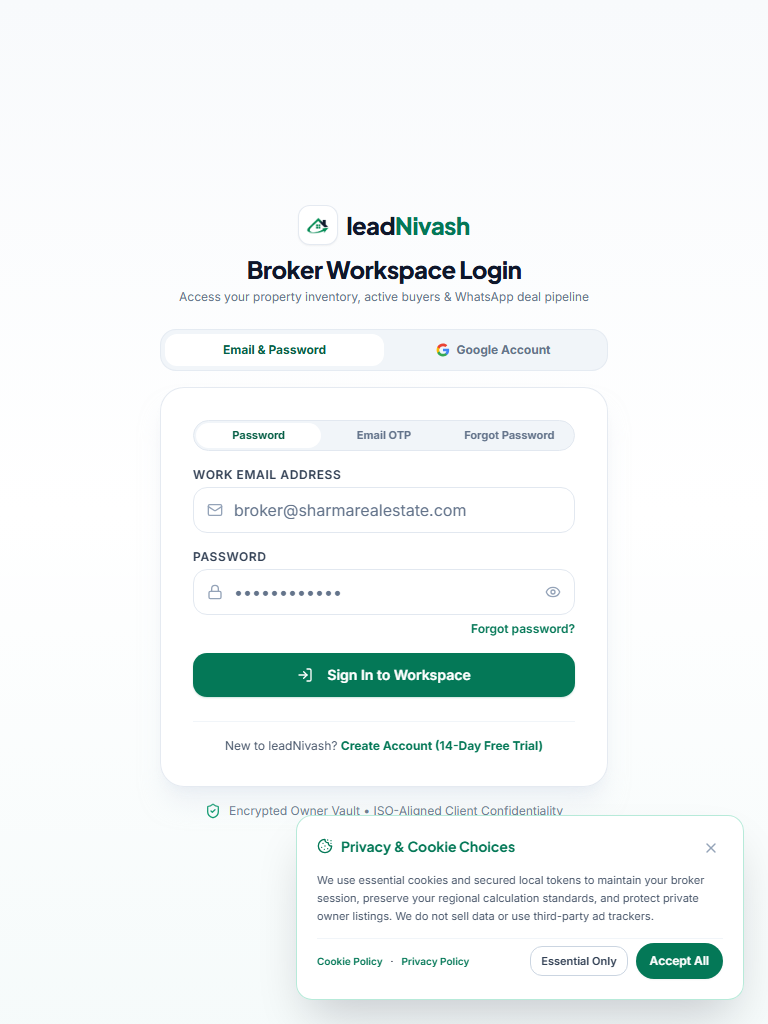 leadNivash
Broker Workspace Login
Access your property inventory, active buyers & WhatsApp deal pipeline
Email & Password
Google Account
Password
Email OTP
Forgot Password
WORK EMAIL ADDRESS
broker@sharmarealestate.com
PASSWORD
••••••••••••
Forgot password?
Sign In to Workspace
New to leadNivash? Create Account (14-Day Free Trial)
Encrypted Owner Vault • ISO-Aligned Client Confidentiality
Privacy & Cookie Choices
We use essential cookies and secured local tokens to maintain your broker
session, preserve your regional calculation standards, and protect private
owner listings. We do not sell data or use third-party ad trackers.
Cookie Policy · Privacy Policy
Essential Only
Accept All